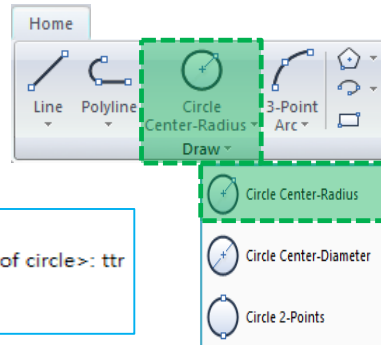 Home
Line
Polyline
Circle
Center-Radius
3-Point
Arc
Draw
Circle Center-Radius
of circle>: ttr
Circle Center-Diameter
Circle 2-Points